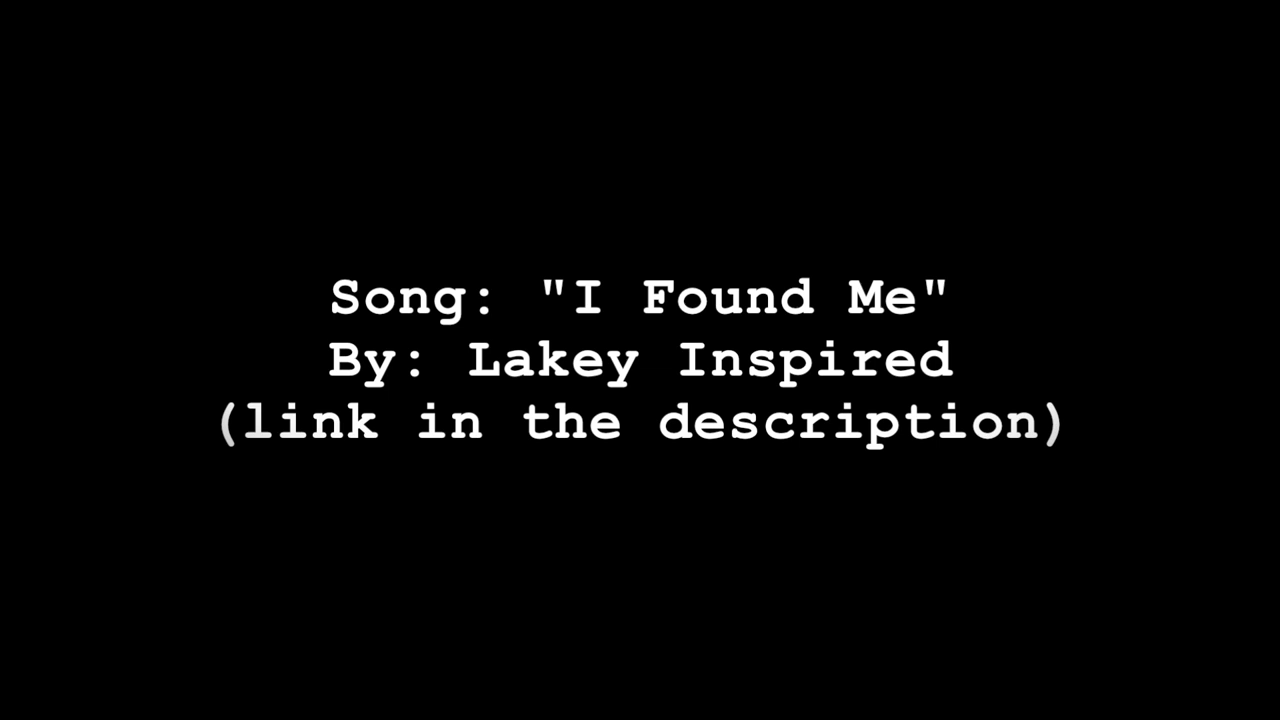 Song: "I Found Me"
By: Lakey Inspired
(link in the description)